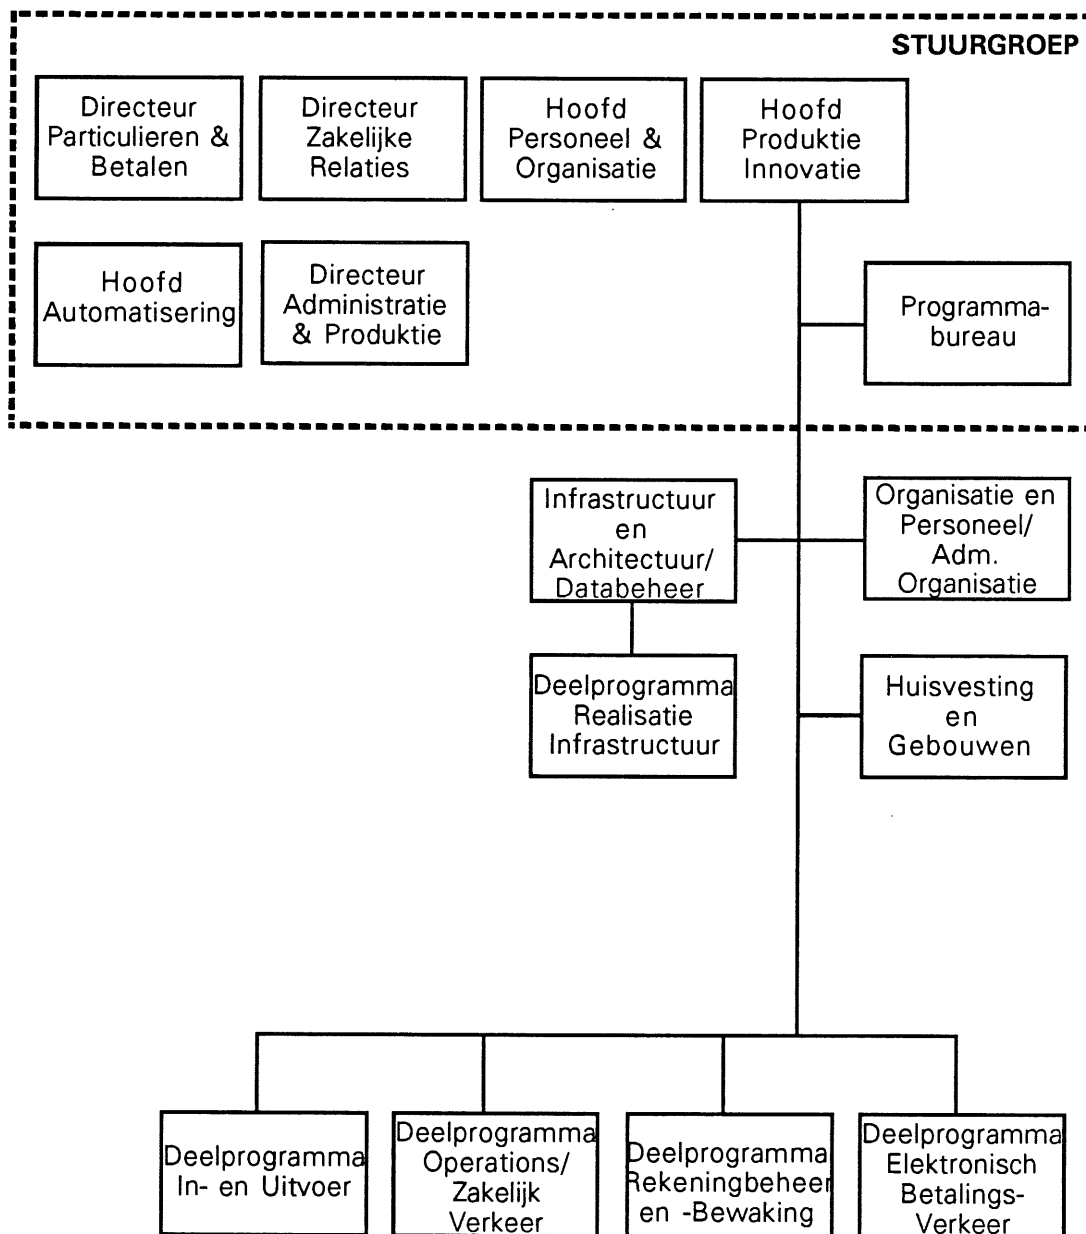 STUURGROEP
Directeur
Particulieren &
Betalen
Directeur
Zakelijke
Relaties
Hoofd
Personeel &
Organisatie
Hoofd
Produktie
Innovatie
Hoofd
Automatisering
Directeur
Administratie
& Produktie
Programma-
bureau
Infrastructuur
en
Architectuur/
Databeheer
Organisatie en
Personeel/
Adm.
Organisatie
Deelprogramma
Realisatie
Infrastructuur
Huisvesting
en
Gebouwen
Deelprogramma
In- en Uitvoer
Deelprogramma
Operations/
Zakelijk
Verkeer
Deelprogramma
Rekeningbeheer
en -Bewaking
Deelprogramma
Elektronisch
Betalings-
Verkeer